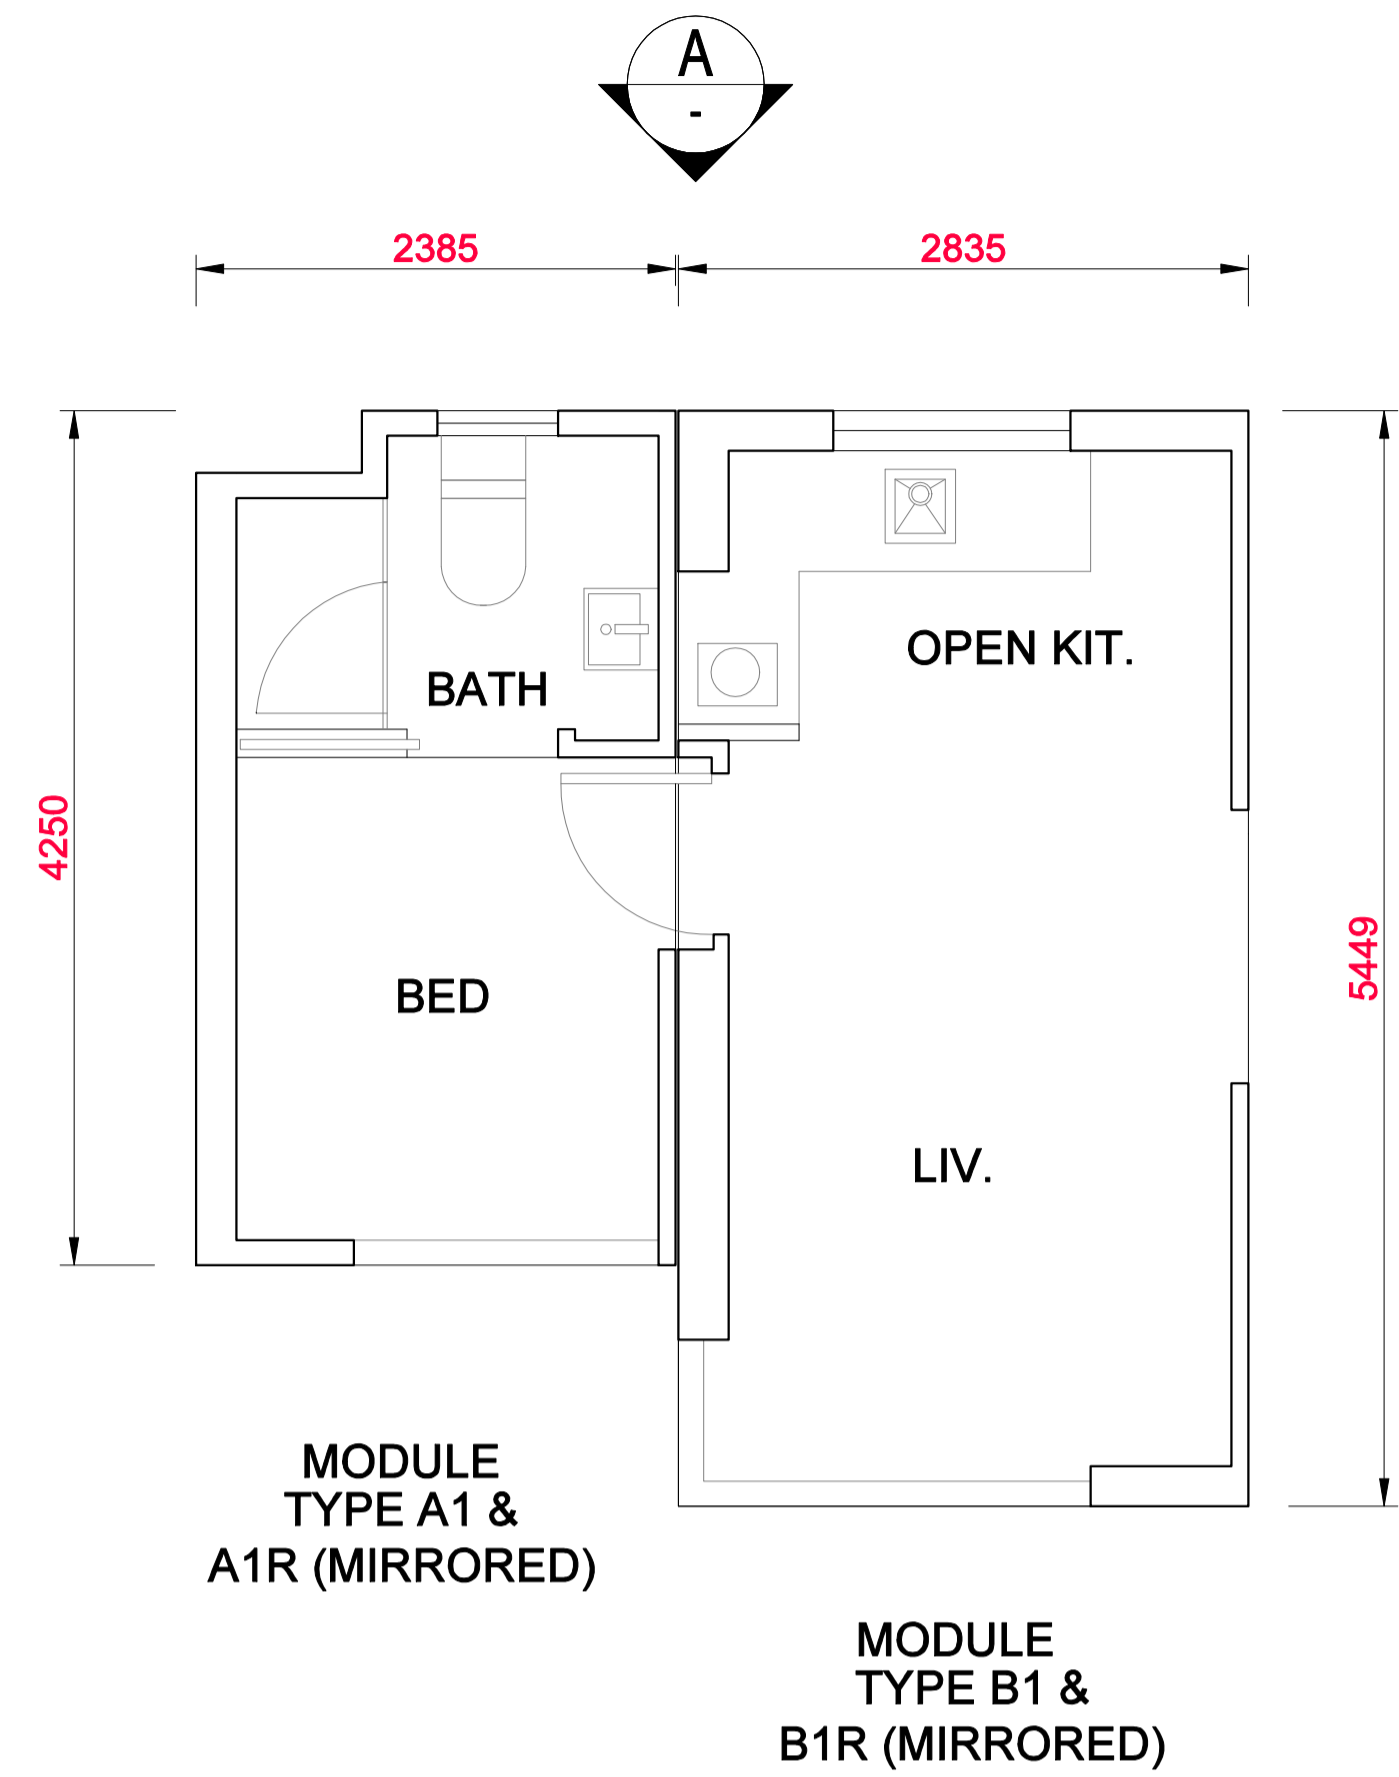 A
-
2385
2835
4250
5449
BATH
OPEN KIT.
BED
LIV.
MODULE
TYPE A1 &
A1R (MIRRORED)
MODULE
TYPE B1 &
B1R (MIRRORED)